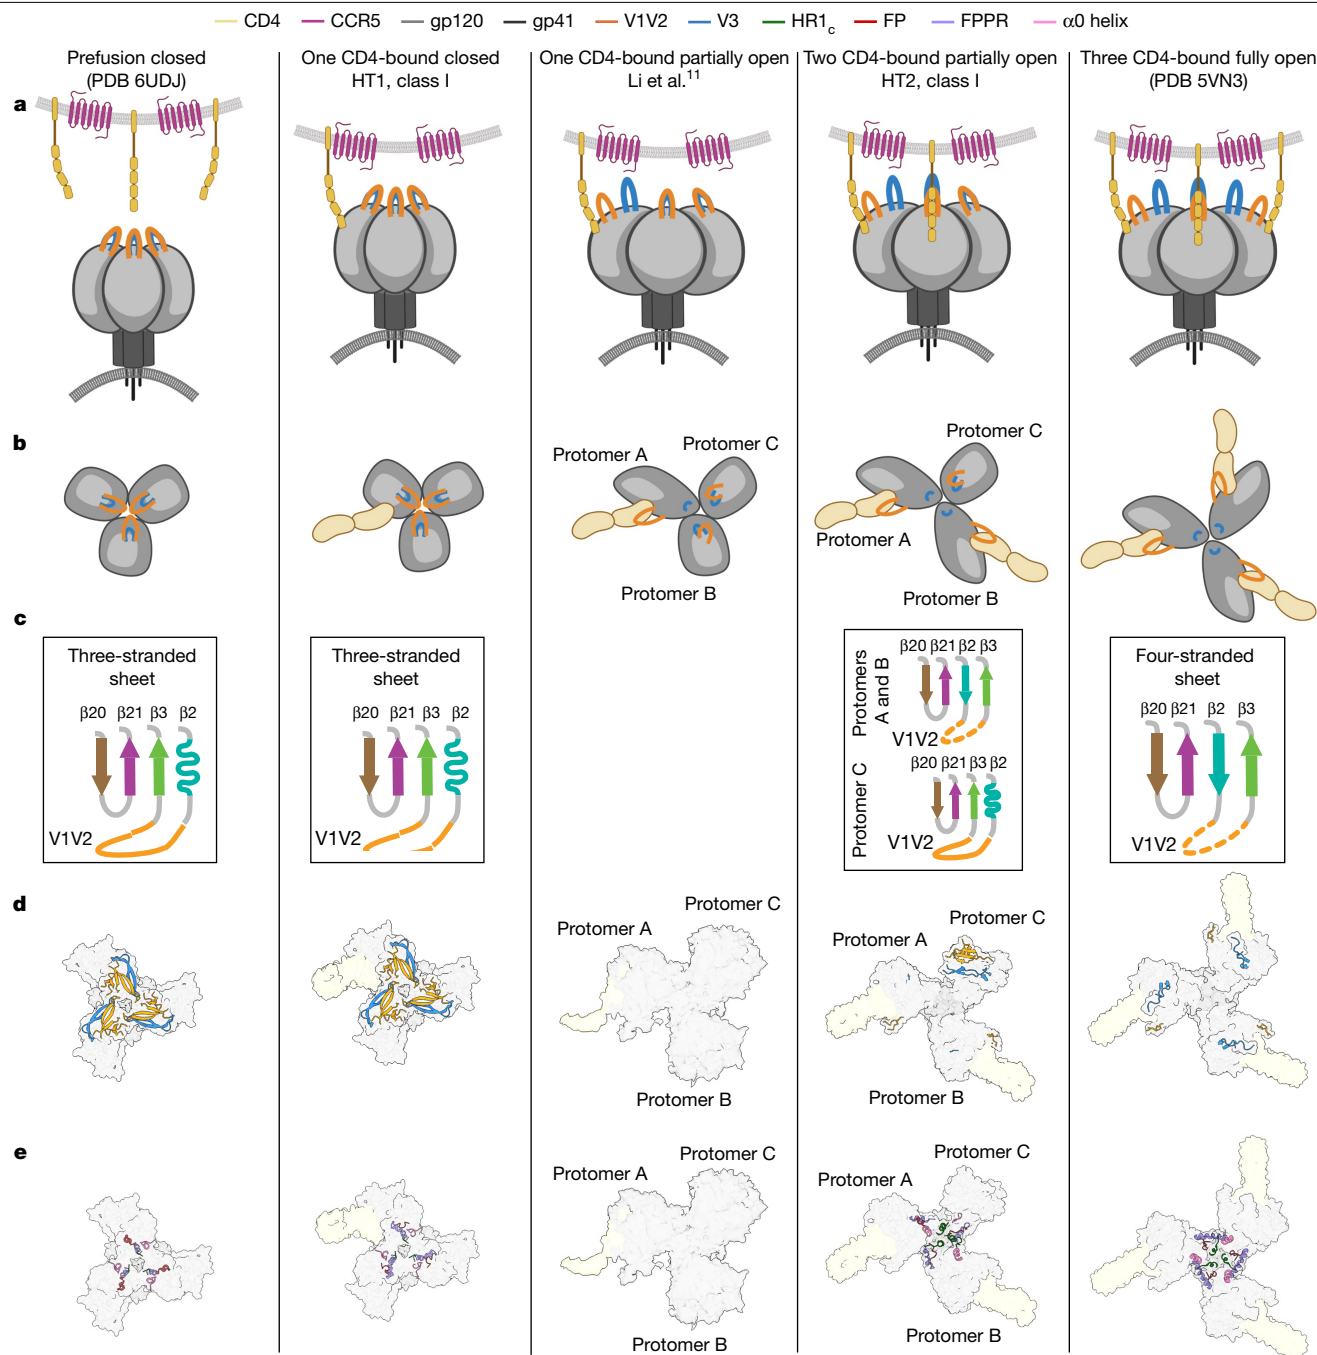 CD4 CCR5 gp120 gp41 V1V2 V3 HR1c FP FPPR α0 helix
Prefusion closed
(PDB 6UDJ)
One CD4-bound closed
HT1, class I
One CD4-bound partially open
Li et al.11
Two CD4-bound partially open
HT2, class I
Three CD4-bound fully open
(PDB 5VN3)
a
b
Protomer A
Protomer C
Protomer B
Protomer C
Protomer A
Protomer B
c
Three-stranded
sheet
β20 β21 β3 β2
V1V2
Three-stranded
sheet
β20 β21 β3 β2
V1V2
Protomers
A and B
β20 β21 β2 β3
V1V2
Protomer C
β20 β21 β3 β2
V1V2
Four-stranded
sheet
β20 β21 β2 β3
V1V2
d
Protomer A
Protomer C
Protomer B
Protomer A
Protomer C
Protomer B
e
Protomer A
Protomer C
Protomer B
Protomer A
Protomer C
Protomer B